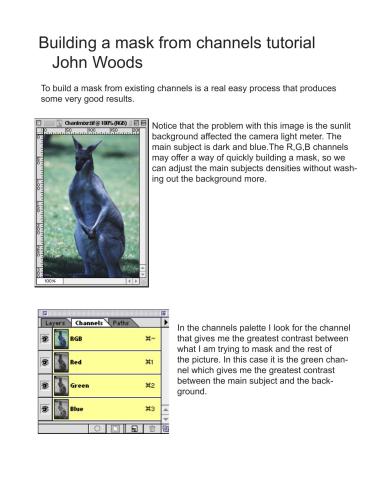 Building a mask from channels tutorial
John Woods
To build a mask from existing channels is a real easy process that produces
some very good results.
Notice that the problem with this image is the sunlit
background affected the camera light meter. The
main subject is dark and blue.The R,G,B channels
may offer a way of quickly building a mask, so we
can adjust the main subjects densities without wash-
ing out the background more.
100%
Layers Channels Paths
RGB ⌘~
Red ⌘1
Green ⌘2
Blue ⌘3
In the channels palette I look for the channel
that gives me the greatest contrast between
what I am trying to mask and the rest of
the picture. In this case it is the green chan-
nel which gives me the greatest contrast
between the main subject and the back-
ground.